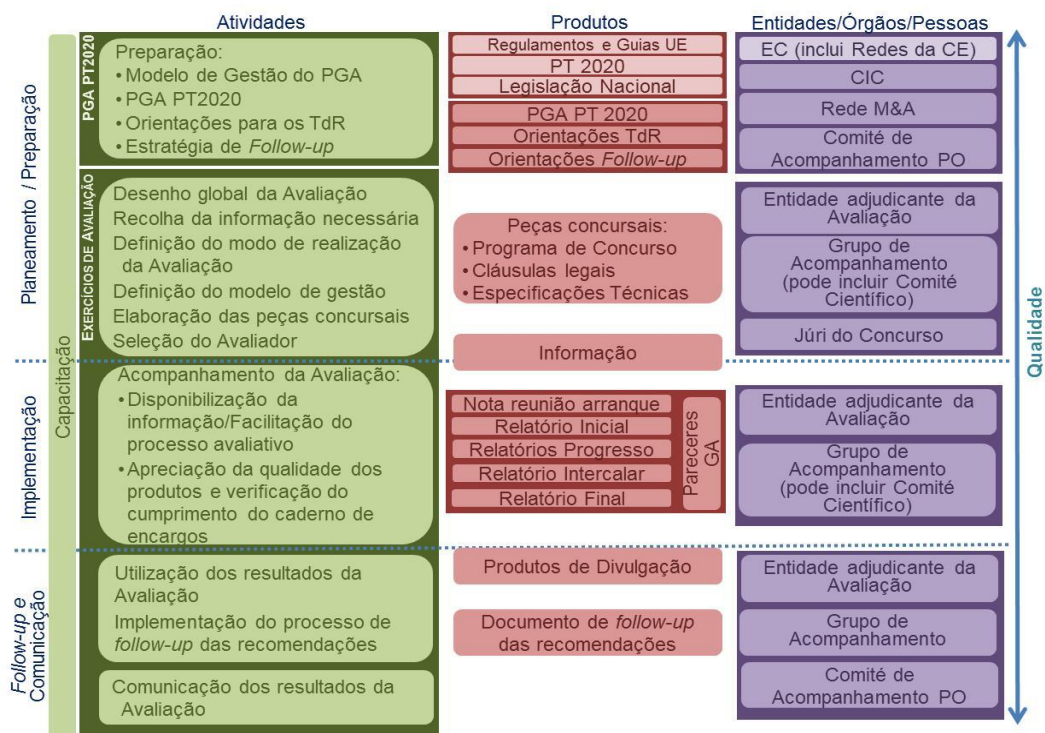 Atividades
Produtos
Entidades/Órgãos/Pessoas
Planeamento / Preparação
Capacitação
PGA PT2020
Preparação:
• Modelo de Gestão do PGA
• PGA PT2020
• Orientações para os TdR
• Estratégia de Follow-up
Regulamentos e Guias UE
PT 2020
Legislação Nacional
PGA PT 2020
Orientações TdR
Orientações Follow-up
EC (inclui Redes da CE)
CIC
Rede M&A
Comité de
Acompanhamento PO
EXERCÍCIOS DE AVALIAÇÃO
Desenho global da Avaliação
Recolha da informação necessária
Definição do modo de realização
da Avaliação
Definição do modelo de gestão
Elaboração das peças concursais
Seleção do Avaliador
Peças concursais:
• Programa de Concurso
• Cláusulas legais
• Especificações Técnicas
Informação
Entidade adjudicante da
Avaliação
Grupo de
Acompanhamento
(pode incluir Comité
Científico)
Júri do Concurso
Qualidade
Implementação
Acompanhamento da Avaliação:
• Disponibilização da
informação/Facilitação do
processo avaliativo
• Apreciação da qualidade dos
produtos e verificação do
cumprimento do caderno de
encargos
Nota reunião arranque
Relatório Inicial
Relatórios Progresso
Relatório Intercalar
Relatório Final
Pareceres
GA
Entidade adjudicante da
Avaliação
Grupo de
Acompanhamento
(pode incluir Comité
Científico)
Follow-up e
Comunicação
Utilização dos resultados da
Avaliação
Implementação do processo de
follow-up das recomendações
Comunicação dos resultados da
Avaliação
Produtos de Divulgação
Documento de follow-up
das recomendações
Entidade adjudicante da
Avaliação
Grupo de
Acompanhamento
Comité de
Acompanhamento PO